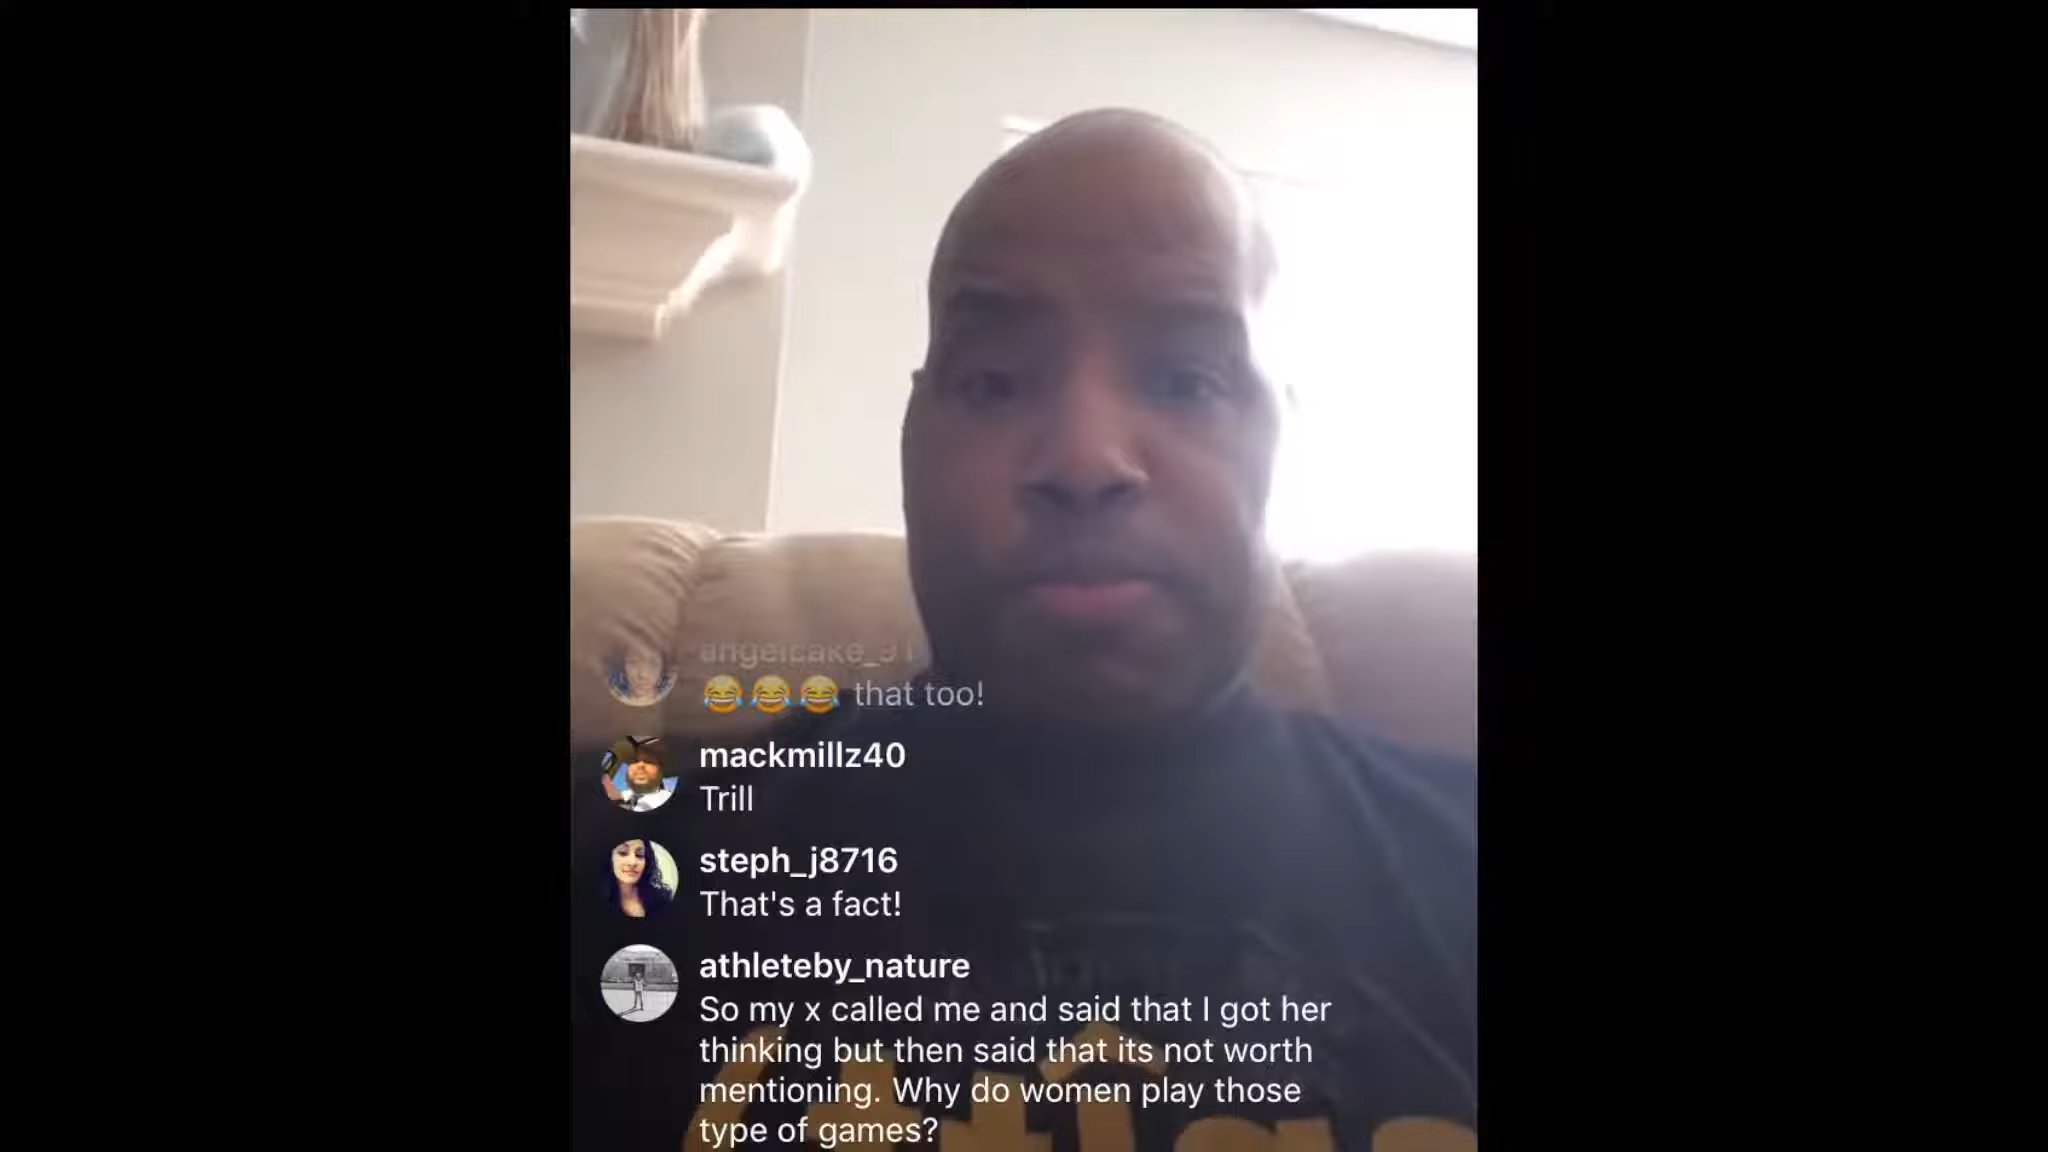 angelcake_91
😂😂😂 that too!
mackmillz40
Trill
steph_j8716
That's a fact!
athleteby_nature
So my x called me and said that I got her
thinking but then said that its not worth
mentioning. Why do women play those
type of games?